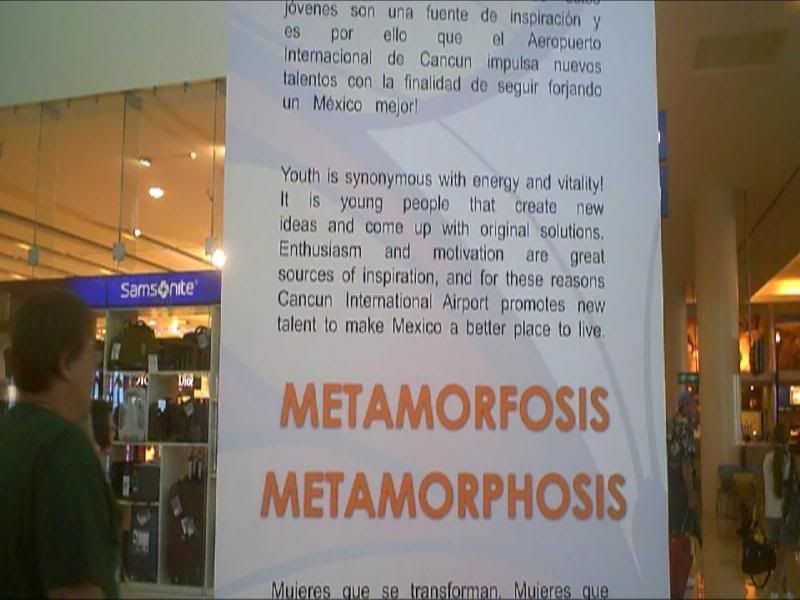 jóvenes son una fuente de inspiración y
es por ello que el Aeropuerto
Internacional de Cancun impulsa nuevos
talentos con la finalidad de seguir forjando
un México mejor!
Youth is synonymous with energy and vitality!
It is young people that create new
ideas and come up with original solutions.
Enthusiasm and motivation are great
sources of inspiration, and for these reasons
Cancun International Airport promotes new
talent to make Mexico a better place to live.
METAMORFOSIS
METAMORPHOSIS
Mujeres que se transforman. Mujeres que
Samsonite
Dior